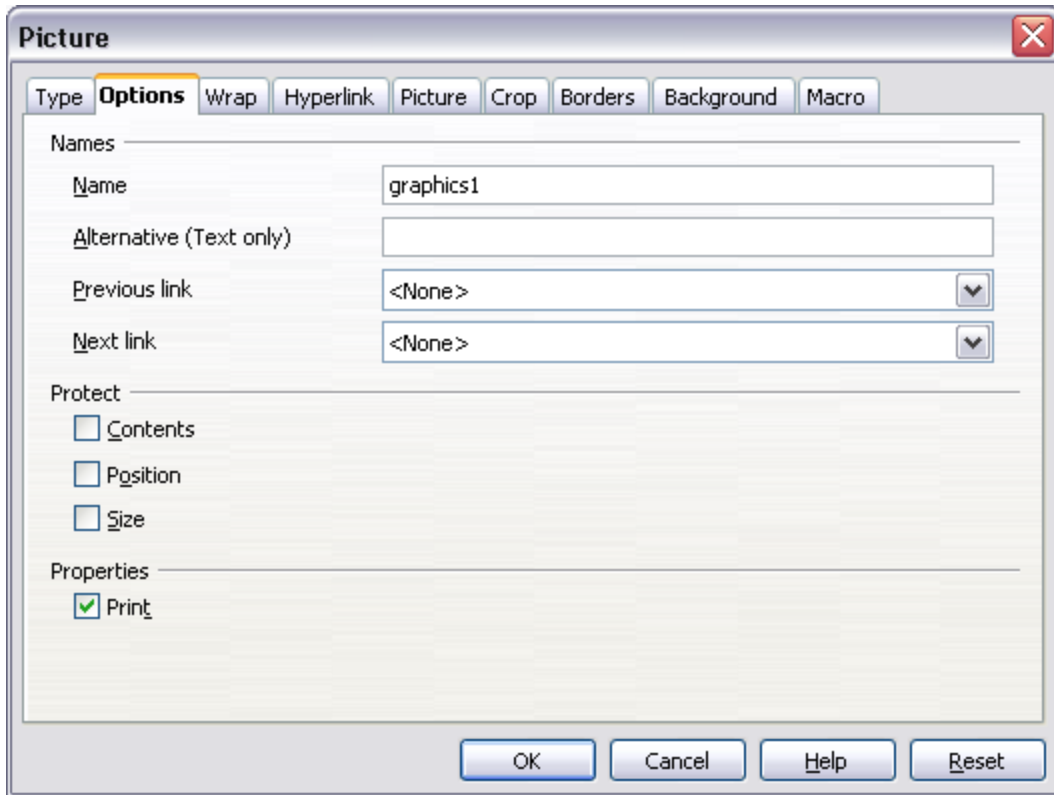 Picture
Type Options Wrap Hyperlink Picture Crop Borders Background Macro
Names
Name graphics1
Alternative (Text only)
Previous link <None>
Next link <None>
Protect
Contents
Position
Size
Properties
Print
OK Cancel Help Reset